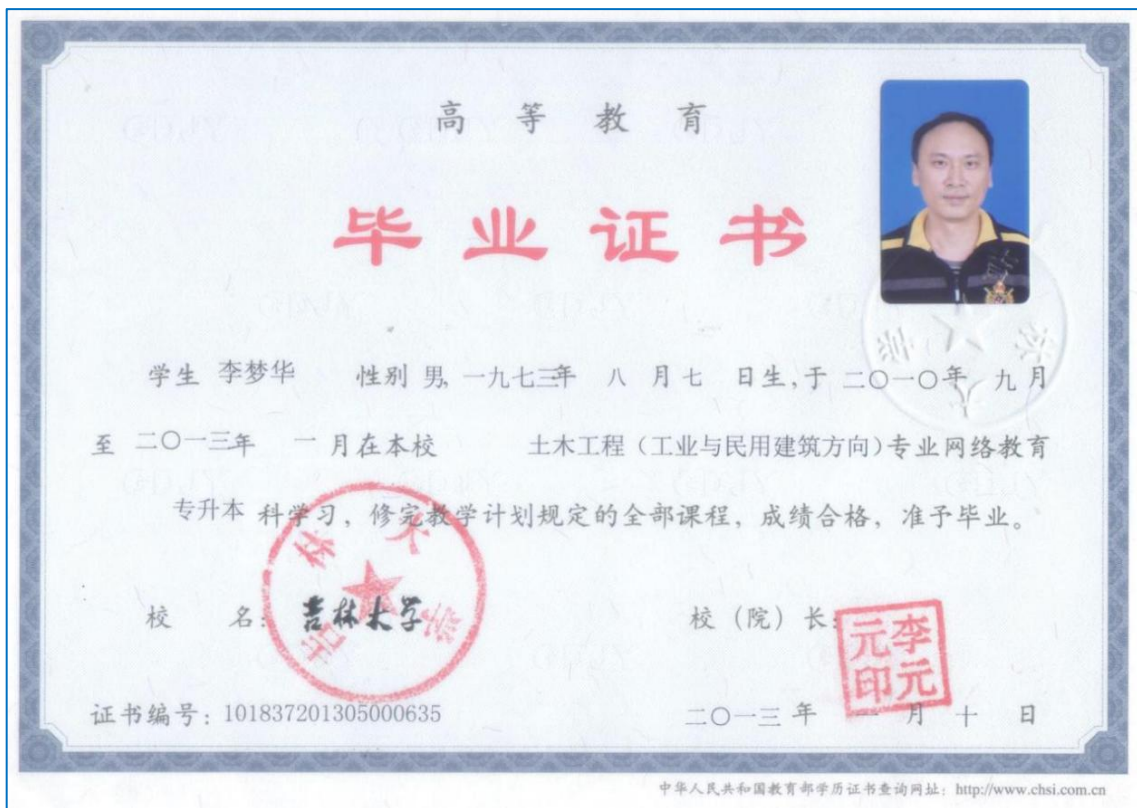 高等教育
毕业证书
学生 李梦华 性别 男, 一九七三年 八 月 七 日生, 于 二〇一〇年 九 月
至 二〇一三年 一 月在本校 土木工程（工业与民用建筑方向）专业网络教育
专升本 科学习, 修完教学计划规定的全部课程, 成绩合格, 准予毕业。
校 名: 吉林大学 校（院）长:
吉林大学
李元元印
证书编号: 101837201305000635 二〇一三 年 一 月 十 日
中华人民共和国教育部学历证书查询网址: http://www.chsi.com.cn